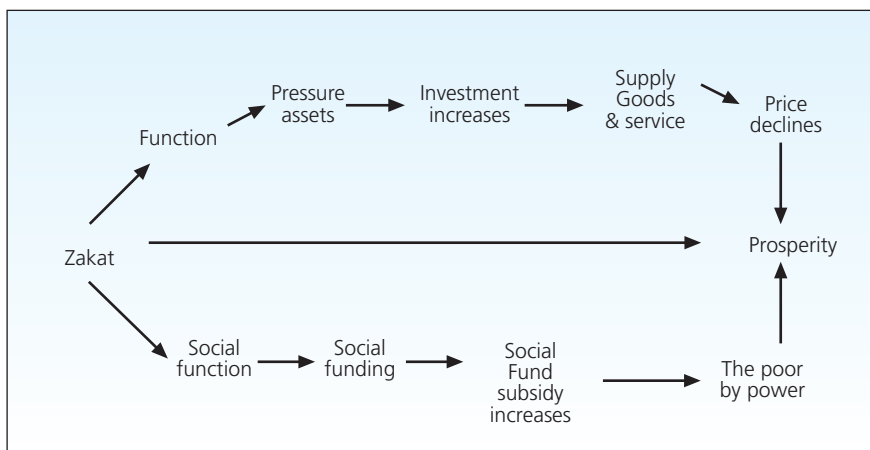 Function
Pressure
assets
Investment
increases
Supply
Goods
& service
Price
declines
Zakat
Prosperity
Social
function
Social
funding
Social
Fund
subsidy
increases
The poor
by power